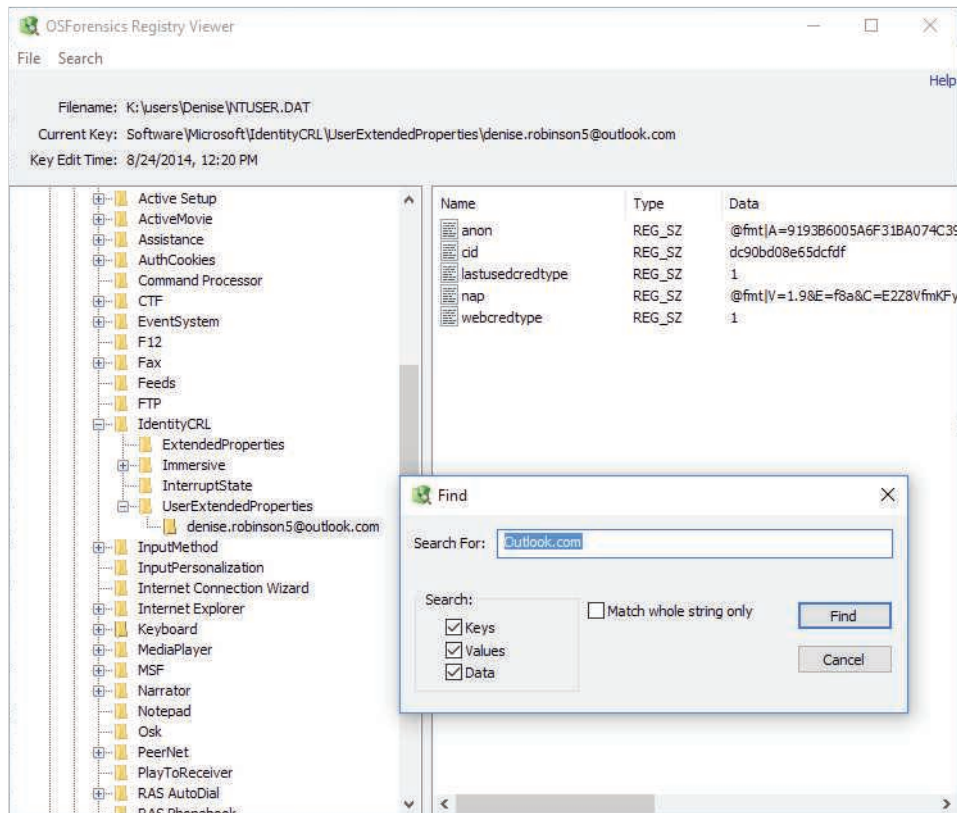 OSForensics Registry Viewer
File Search
Help
Filename: K:\users\Denise\NTUSER.DAT
Current Key: Software\Microsoft\IdentityCRL\UserExtendedProperties\denise.robinson5@outlook.com
Key Edit Time: 8/24/2014, 12:20 PM
Active Setup
ActiveMovie
Assistance
AuthCookies
Command Processor
CTF
EventSystem
F12
Fax
Feeds
FTP
IdentityCRL
ExtendedProperties
Immersive
InterruptState
UserExtendedProperties
denise.robinson5@outlook.com
InputMethod
InputPersonalization
Internet Connection Wizard
Internet Explorer
Keyboard
MediaPlayer
MSF
Narrator
Notepad
Osk
PeerNet
PlayToReceiver
RAS AutoDial
RAS Phonebook
Name Type Data
anon REG_SZ @fmt|A=9193B6005A6F31BA074C39
cid REG_SZ dc90bd08e65dcfdf
lastusedcredtype REG_SZ 1
nap REG_SZ @fmt|V=1.9&E=f8a&C=E2Z8VfmKFy
webcredtype REG_SZ 1
Find
Search For: Outlook.com
Search:
Keys
Values
Data
Match whole string only
Find
Cancel